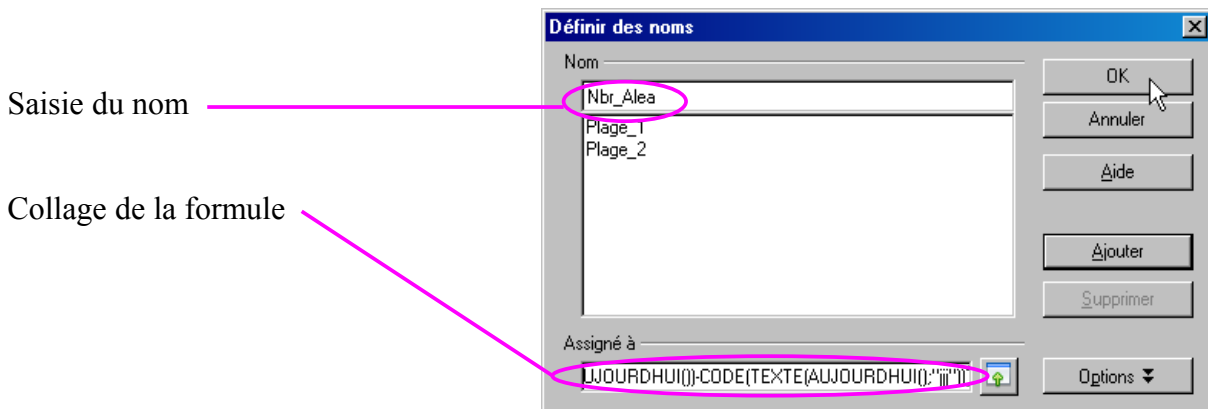 Définir des noms
Nom
OK
Saisie du nom
Nbr_Alea
Plage_1
Annuler
Plage_2
Aide
Collage de la formule
Ajouter
Supprimer
Assigné à
UJOURDHUI())-CODE(TEXTE(AUJOURDHUI();"jjj"))
Options